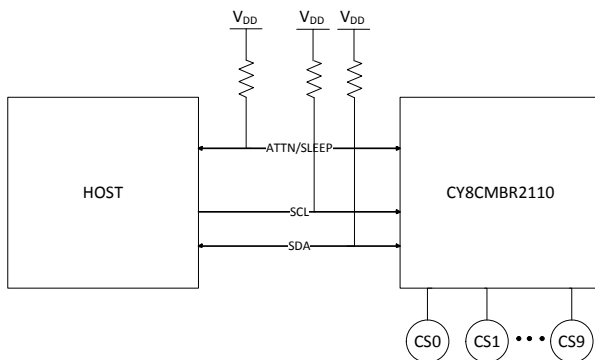 VDD VDD VDD
ATTN/SLEEP
HOST CY8CMBR2110
SCL
SDA
CS0 CS1 CS9